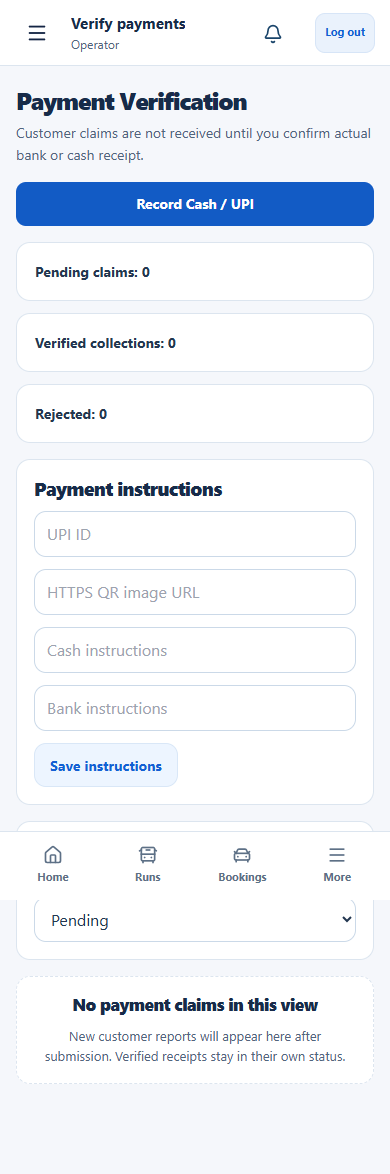 Verify payments
Operator
Log out
Payment Verification
Customer claims are not received until you confirm actual
bank or cash receipt.
Record Cash / UPI
Pending claims: 0
Verified collections: 0
Rejected: 0
Payment instructions
UPI ID
HTTPS QR image URL
Cash instructions
Bank instructions
Save instructions
Home
Runs
Bookings
More
Pending
No payment claims in this view
New customer reports will appear here after
submission. Verified receipts stay in their own status.